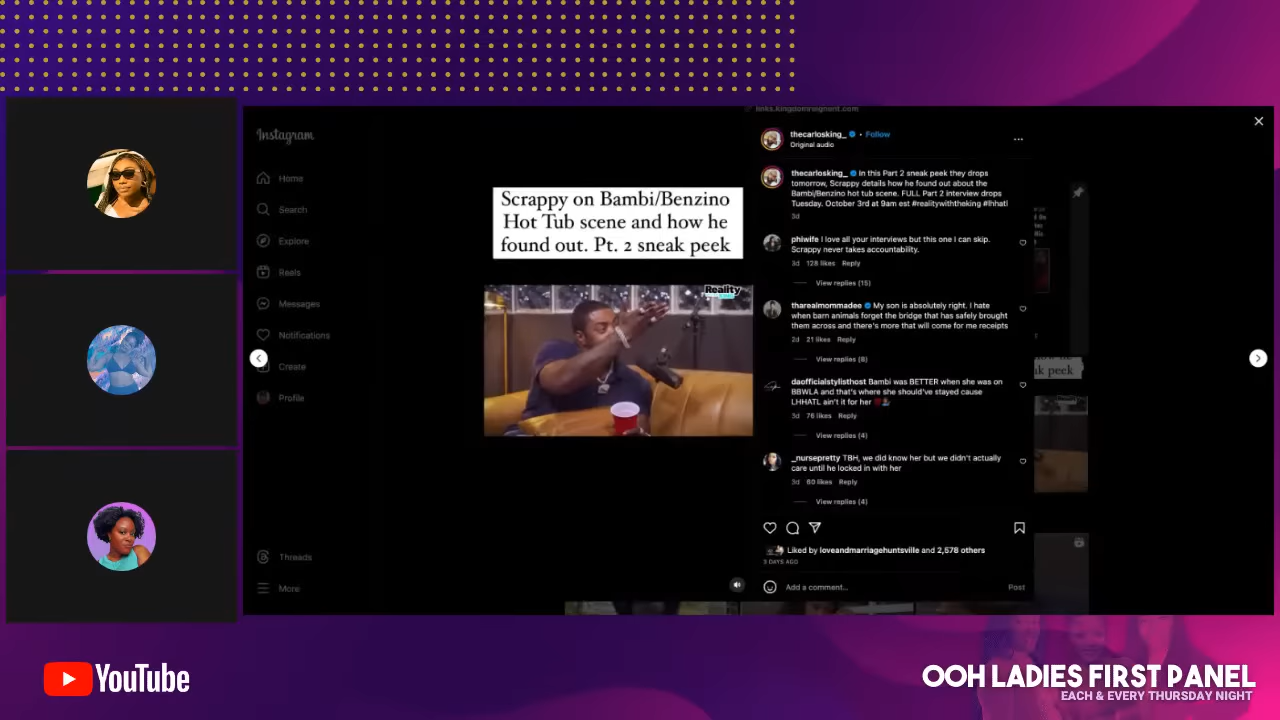 links.kingdomreignent.com
Instagram
Home
Search
Explore
Reels
Messages
Notifications
Create
Profile
Threads
More
Scrappy on Bambi/Benzino
Hot Tub scene and how he
found out. Pt. 2 sneak peek
Reality
thecarlosking_ • Follow
Original audio
thecarlosking_ In this Part 2 sneak peek they drops
tomorrow, Scrappy details how he found out about the
Bambi/Benzino hot tub scene. FULL Part 2 interview drops
Tuesday. October 3rd at 9am est #realitywiththeking #lhhatl
3d
phiwife I love all your interviews but this one I can skip.
Scrappy never takes accountability.
3d 128 likes Reply
View replies (15)
tharealmommadee My son is absolutely right. I hate
when barn animals forget the bridge that has safely brought
them across and there's more that will come for me receipts
2d 21 likes Reply
View replies (8)
daofficialstylisthost Bambi was BETTER when she was on
BBWLA and that's where she should've stayed cause
LHHATL ain't it for her
3d 76 likes Reply
View replies (4)
_nursepretty TBH, we did know her but we didn't actually
care until he locked in with her
3d 60 likes Reply
View replies (4)
Liked by loveandmarriagehuntsville and 2,578 others
3 DAYS AGO
Add a comment...
Post
ak peek
YouTube
OOH LADIES FIRST PANEL
EACH & EVERY THURSDAY NIGHT